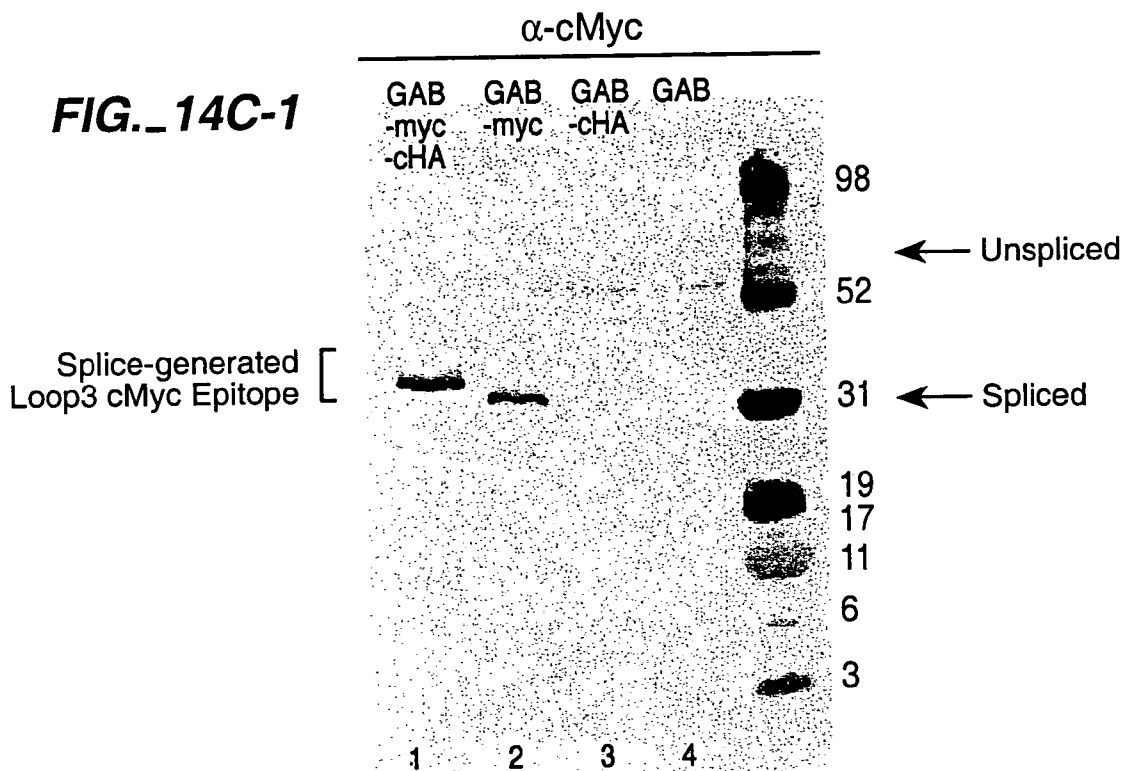 α-cMyc
FIG._14C-1
GAB
-myc
-cHA
GAB
-myc
GAB
-cHA
GAB
98
Unspliced
52
Splice-generated
Loop3 cMyc Epitope
31
Spliced
19
17
11
6
3
1 2 3 4